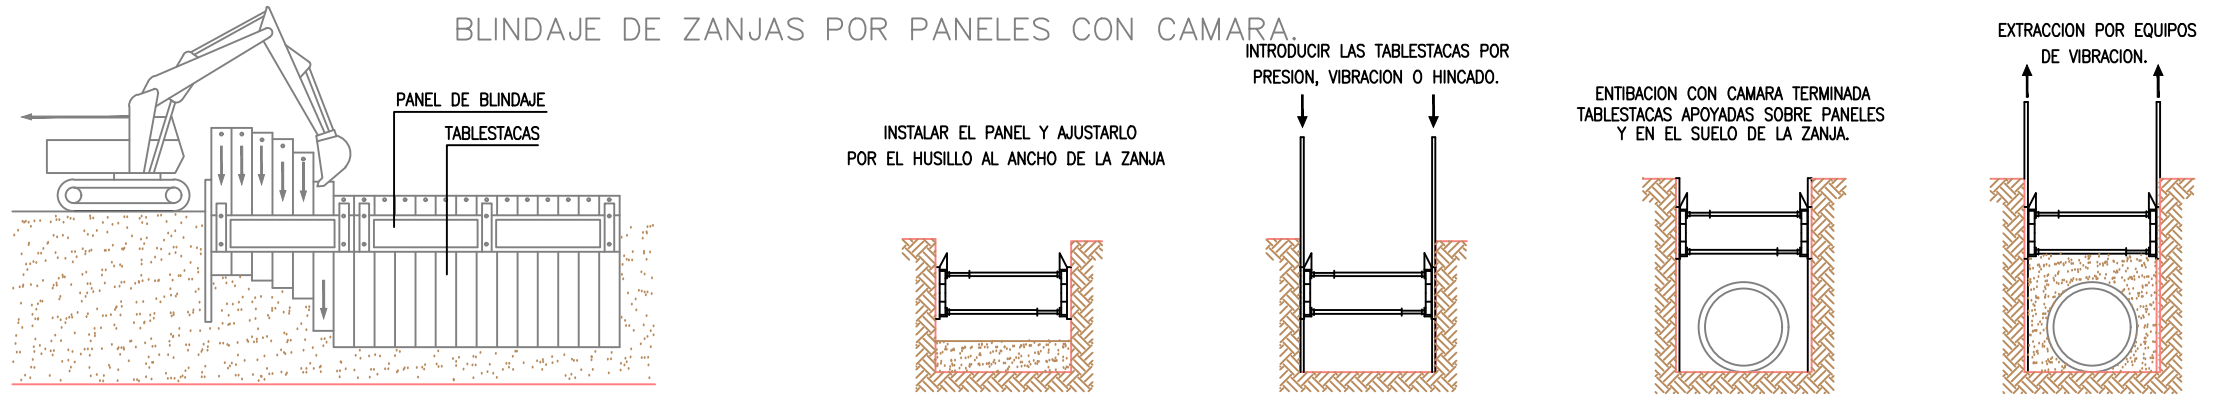 BLINDAJE DE ZANJAS POR PANELES CON CAMARA.
PANEL DE BLINDAJE
TABLESTACAS
INSTALAR EL PANEL Y AJUSTARLO
POR EL HUSILLO AL ANCHO DE LA ZANJA
INTRODUCIR LAS TABLESTACAS POR
PRESION, VIBRACION O HINCADO.
ENTIBACION CON CAMARA TERMINADA
TABLESTACAS APOYADAS SOBRE PANELES
Y EN EL SUELO DE LA ZANJA.
EXTRACCION POR EQUIPOS
DE VIBRACION.